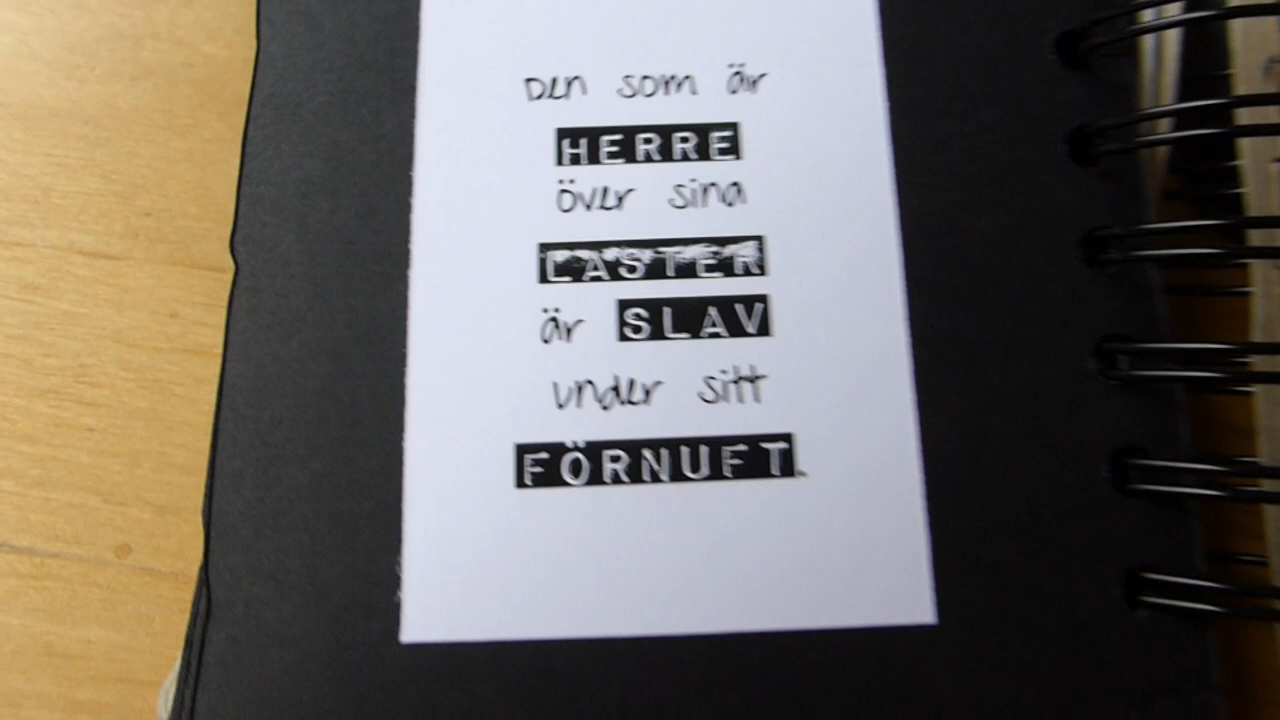 Den som är
HERRE
över sina
LASTER
är SLAV
under sitt
FÖRNUFT.